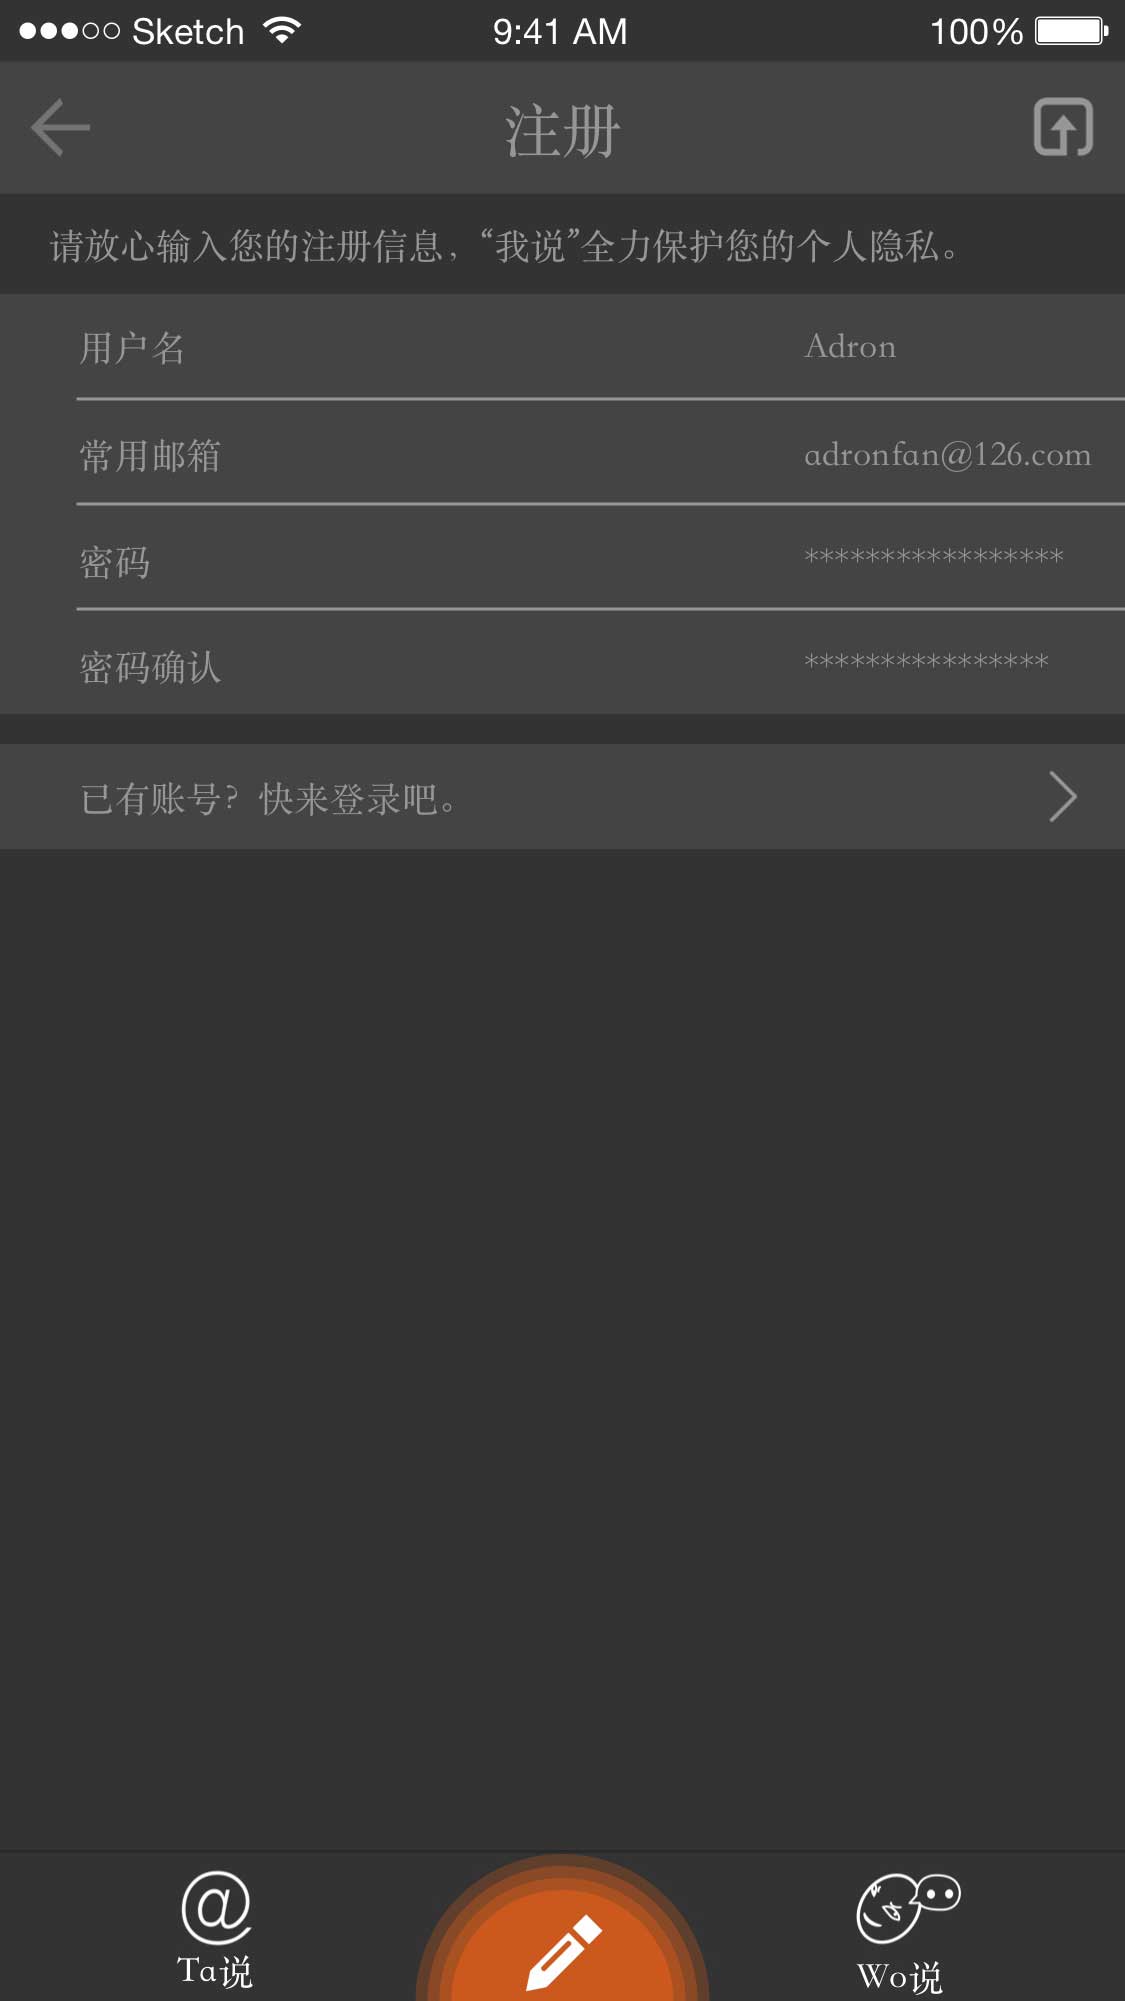 Sketch 9:41 AM 100%
注册
请放心输入您的注册信息，“我说”全力保护您的个人隐私。
用户名 Adron
常用邮箱 adronfan@126.com
密码 *****************
密码确认 ****************
已有账号？快来登录吧。
@
Ta说 Wo说